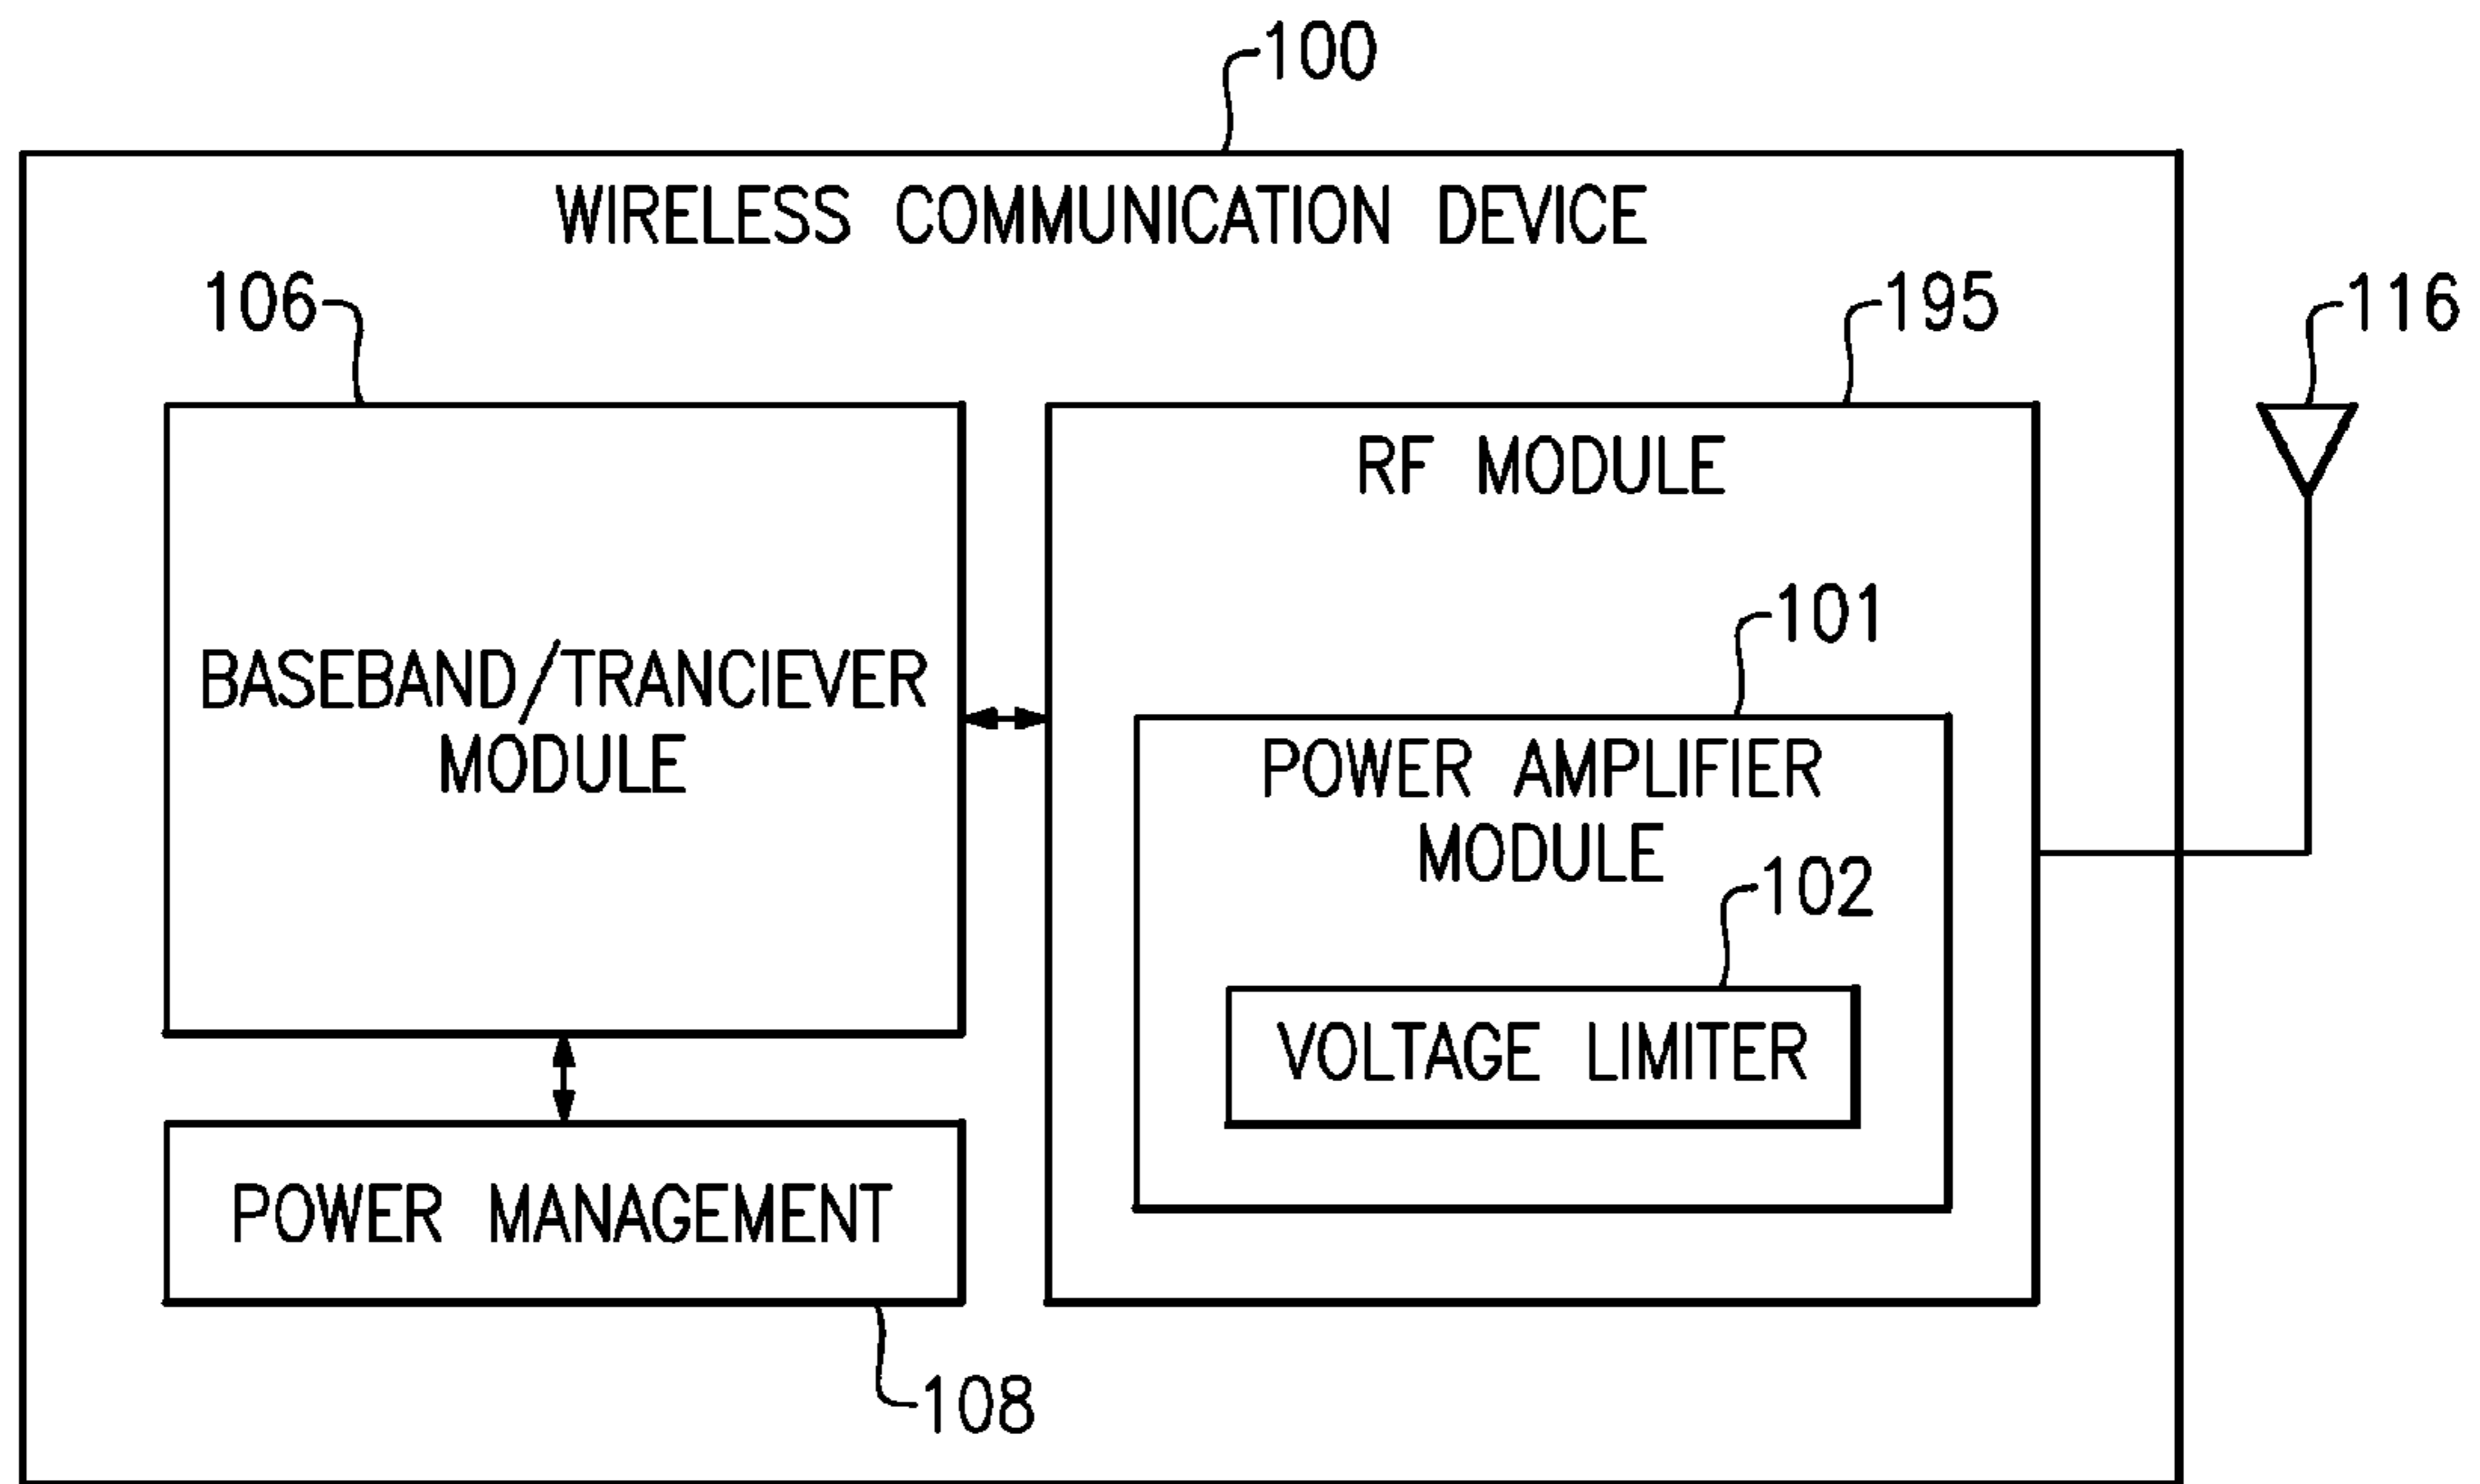 100
WIRELESS COMMUNICATION DEVICE
106
195
116
RF MODULE
101
BASEBAND/TRANCIEVER
MODULE
POWER AMPLIFIER
MODULE
102
VOLTAGE LIMITER
POWER MANAGEMENT
108